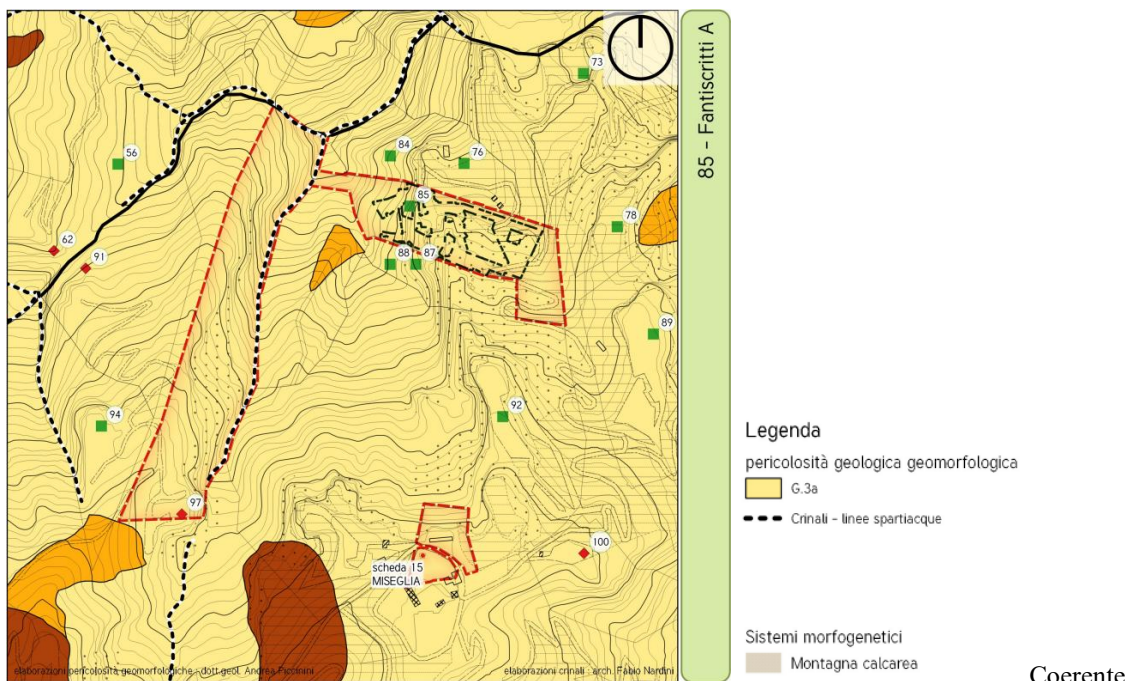 73
84
76
56
85
78
62
91
88
87
89
94
92
97
100
scheda 15
MISEGLIA
elaborazioni pericolosità geomorfologiche - dott.geol. Andrea Piccinini
elaborazioni crinali : arch. Fabio Nardini
85 - Fantiscritti A
Legenda
pericolosità geologica geomorfologica
G.3a
Crinali - linee spartiacque
Sistemi morfogenetici
Montagna calcarea
Coerente